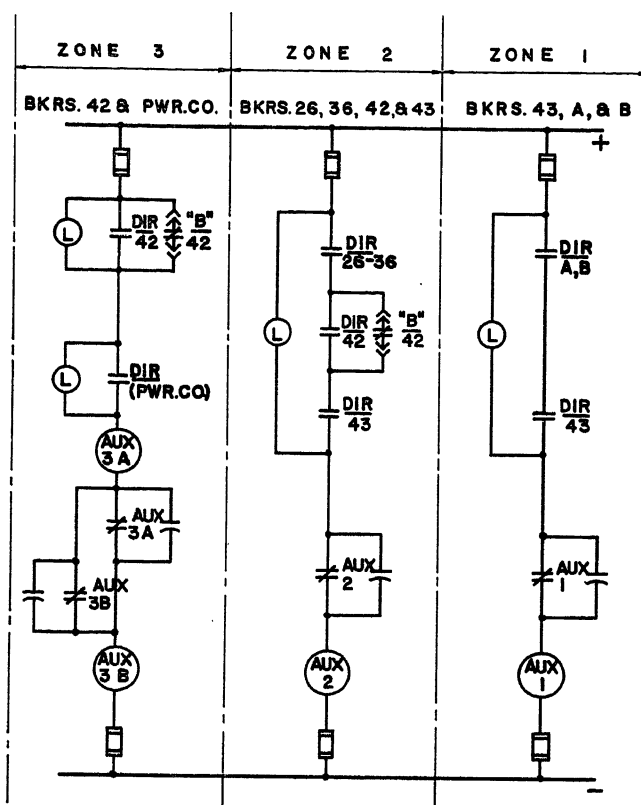 ZONE 3
ZONE 2
ZONE 1
BKRS. 42 & PWR.CO.
BKRS. 26, 36, 42, & 43
BKRS. 43, A, & B
+
L
DIR
42
"B"
42
L
DIR
(PWR.CO)
AUX
3A
AUX
3A
AUX
3B
AUX
3B
L
DIR
26-36
DIR
42
"B"
42
DIR
43
AUX
2
AUX
2
L
DIR
A,B
DIR
43
AUX
1
AUX
1
-